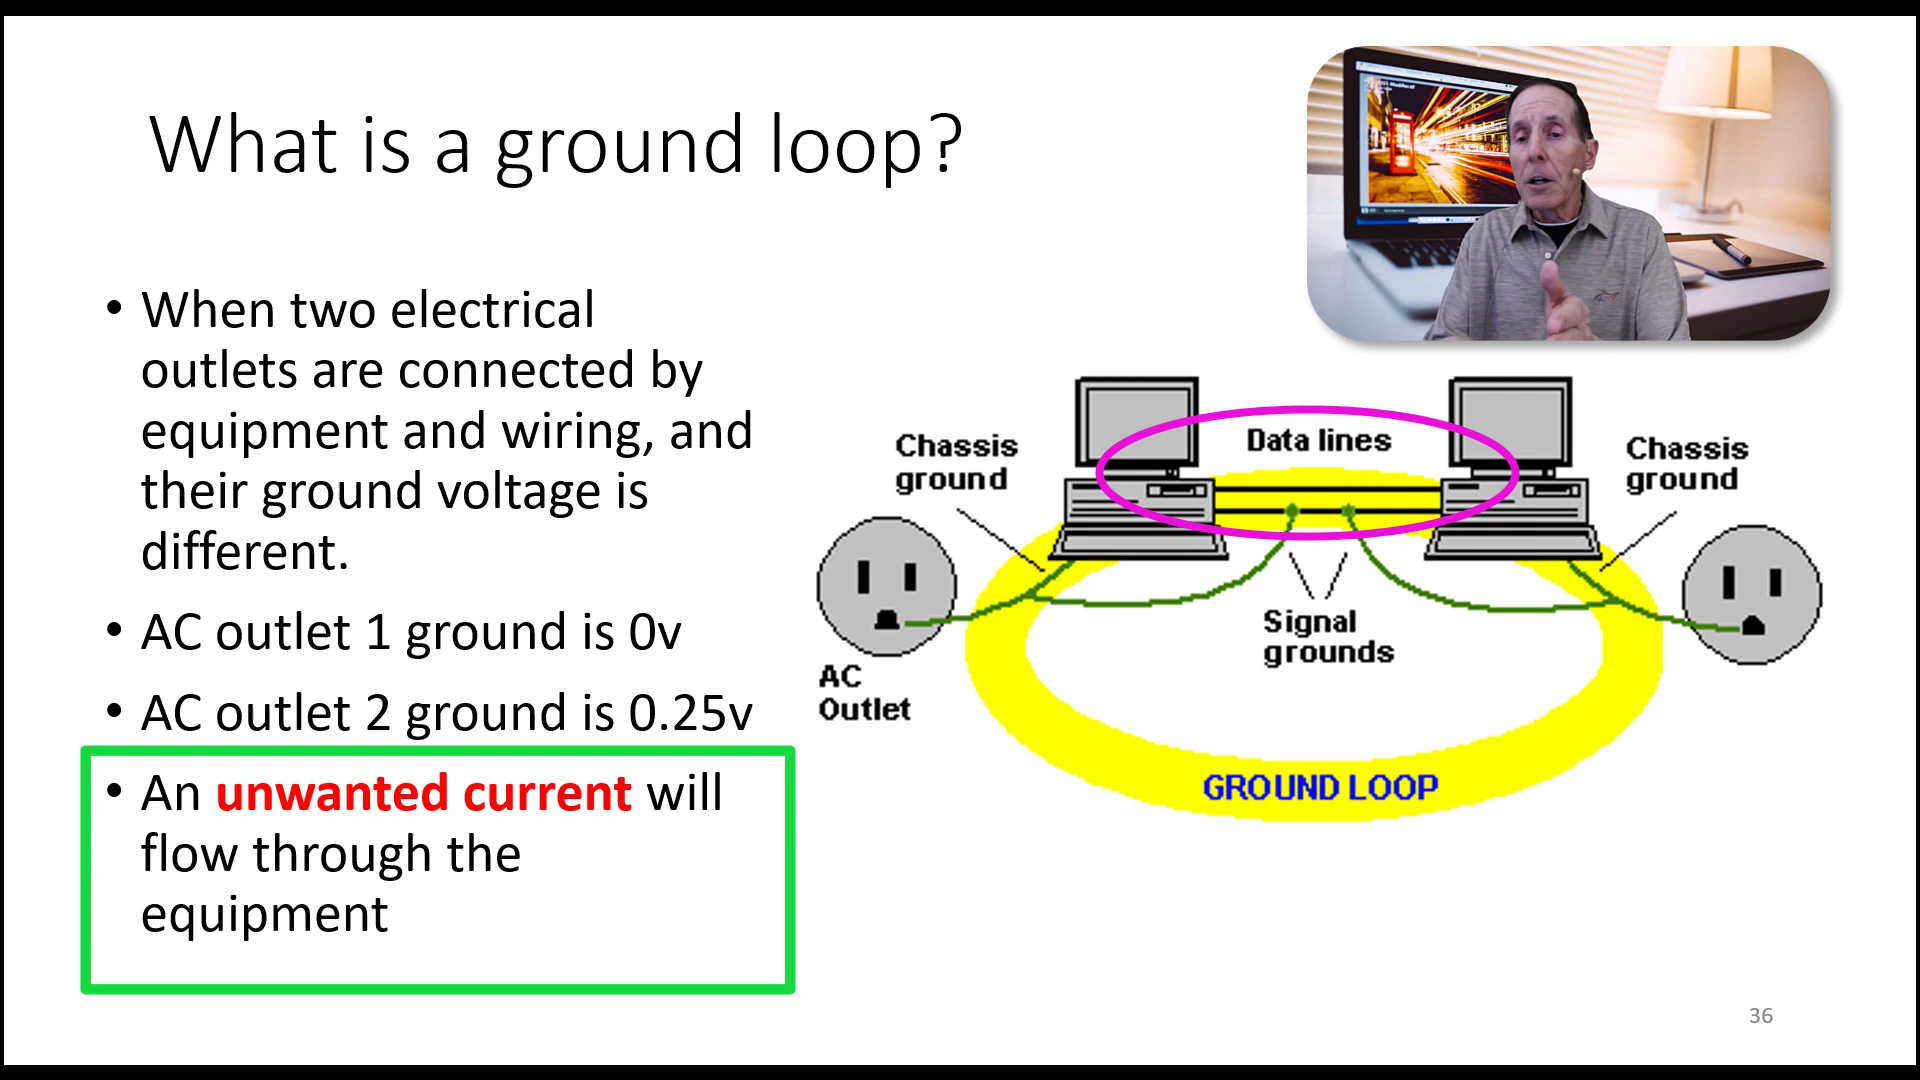 What is a ground loop?
• When two electrical
outlets are connected by
equipment and wiring, and
their ground voltage is
different.
• AC outlet 1 ground is 0v
• AC outlet 2 ground is 0.25v
• An unwanted current will
flow through the
equipment
Chassis
ground
Data lines
Chassis
ground
Signal
grounds
AC
Outlet
GROUND LOOP
36